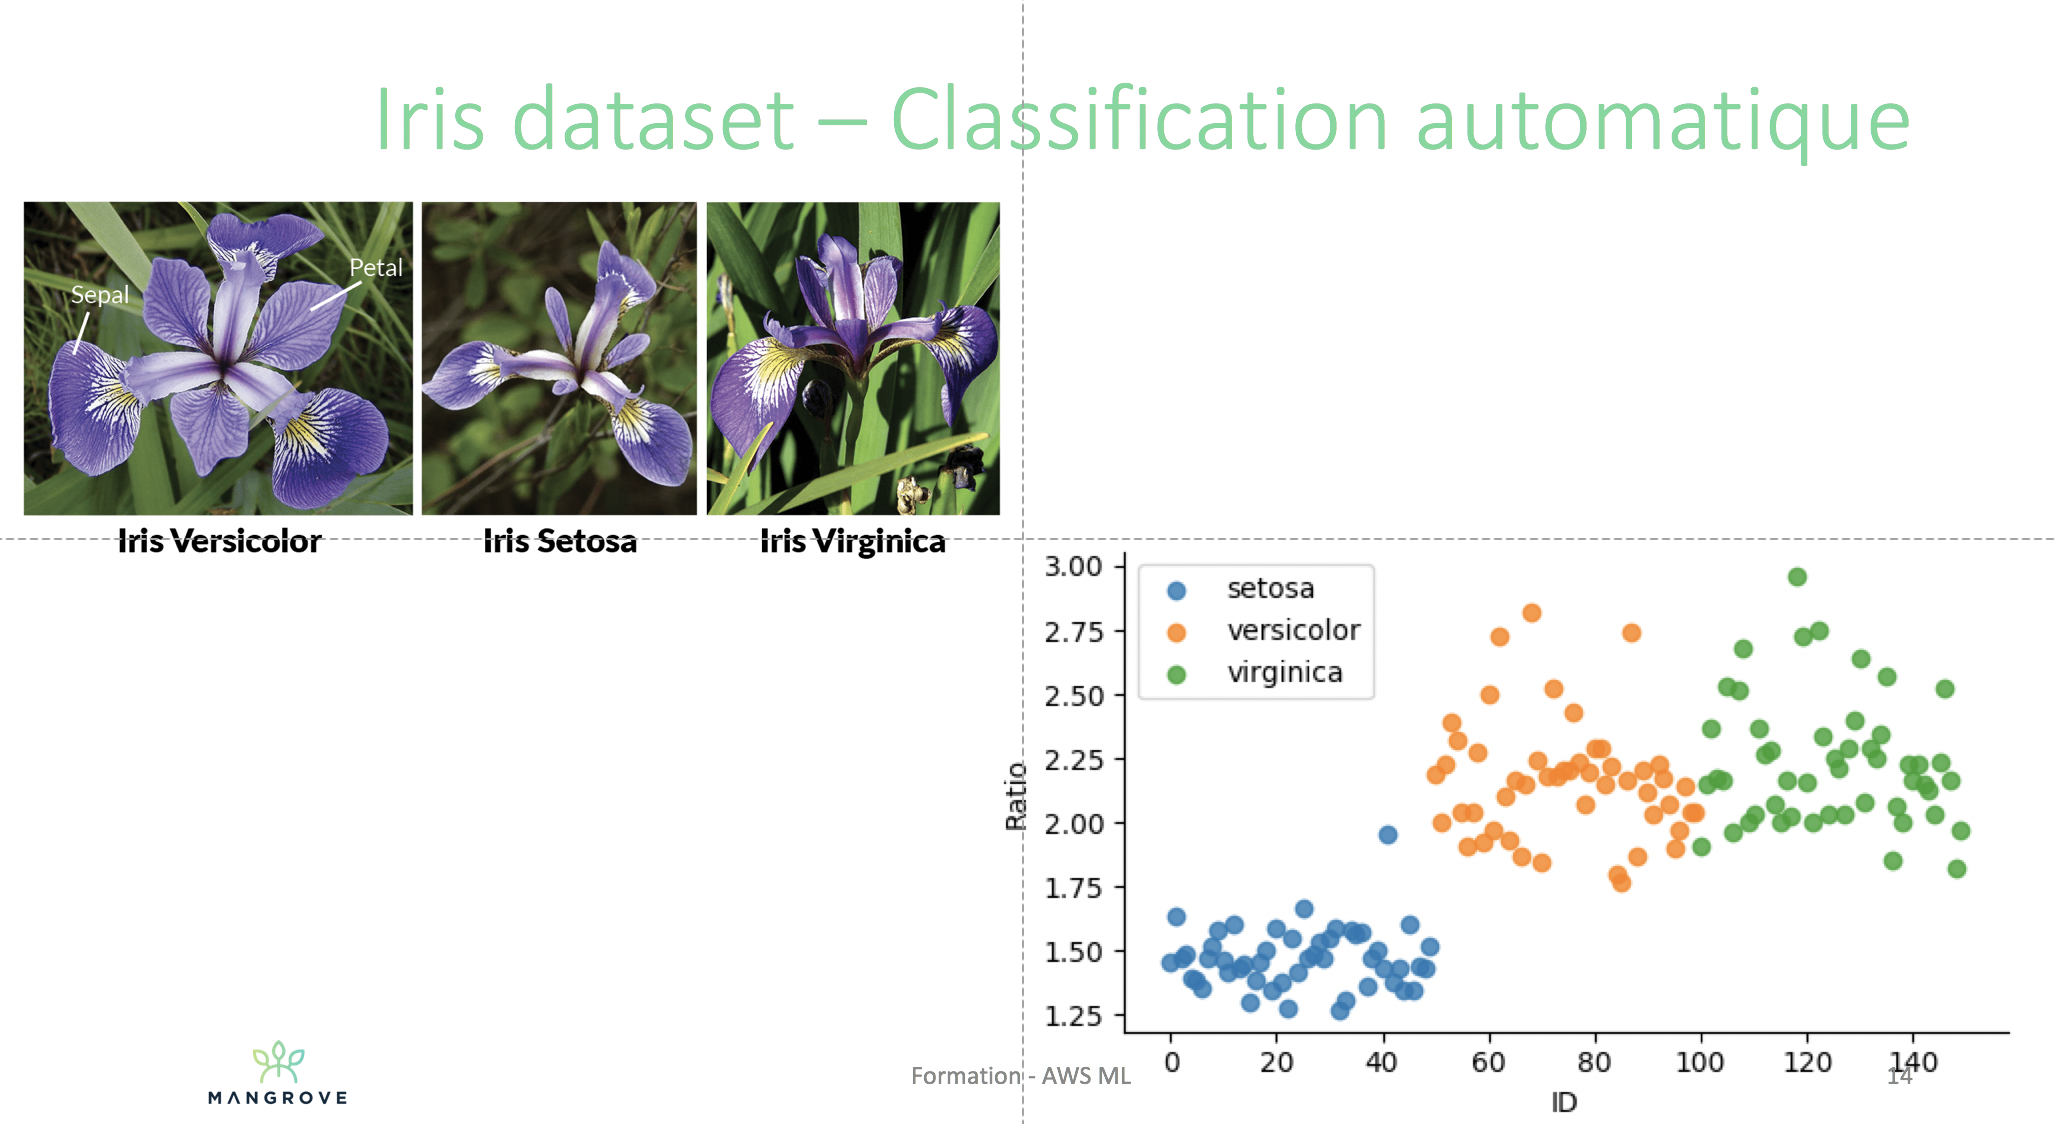 Iris dataset – Classification automatique
Petal
Sepal
Iris Versicolor
Iris Setosa
Iris Virginica
3.00
2.75
2.50
2.25
2.00
1.75
1.50
1.25
Ratio
setosa
versicolor
virginica
0 20 40 60 80 100 120 140
ID
MANGROVE
Formation - AWS ML
14